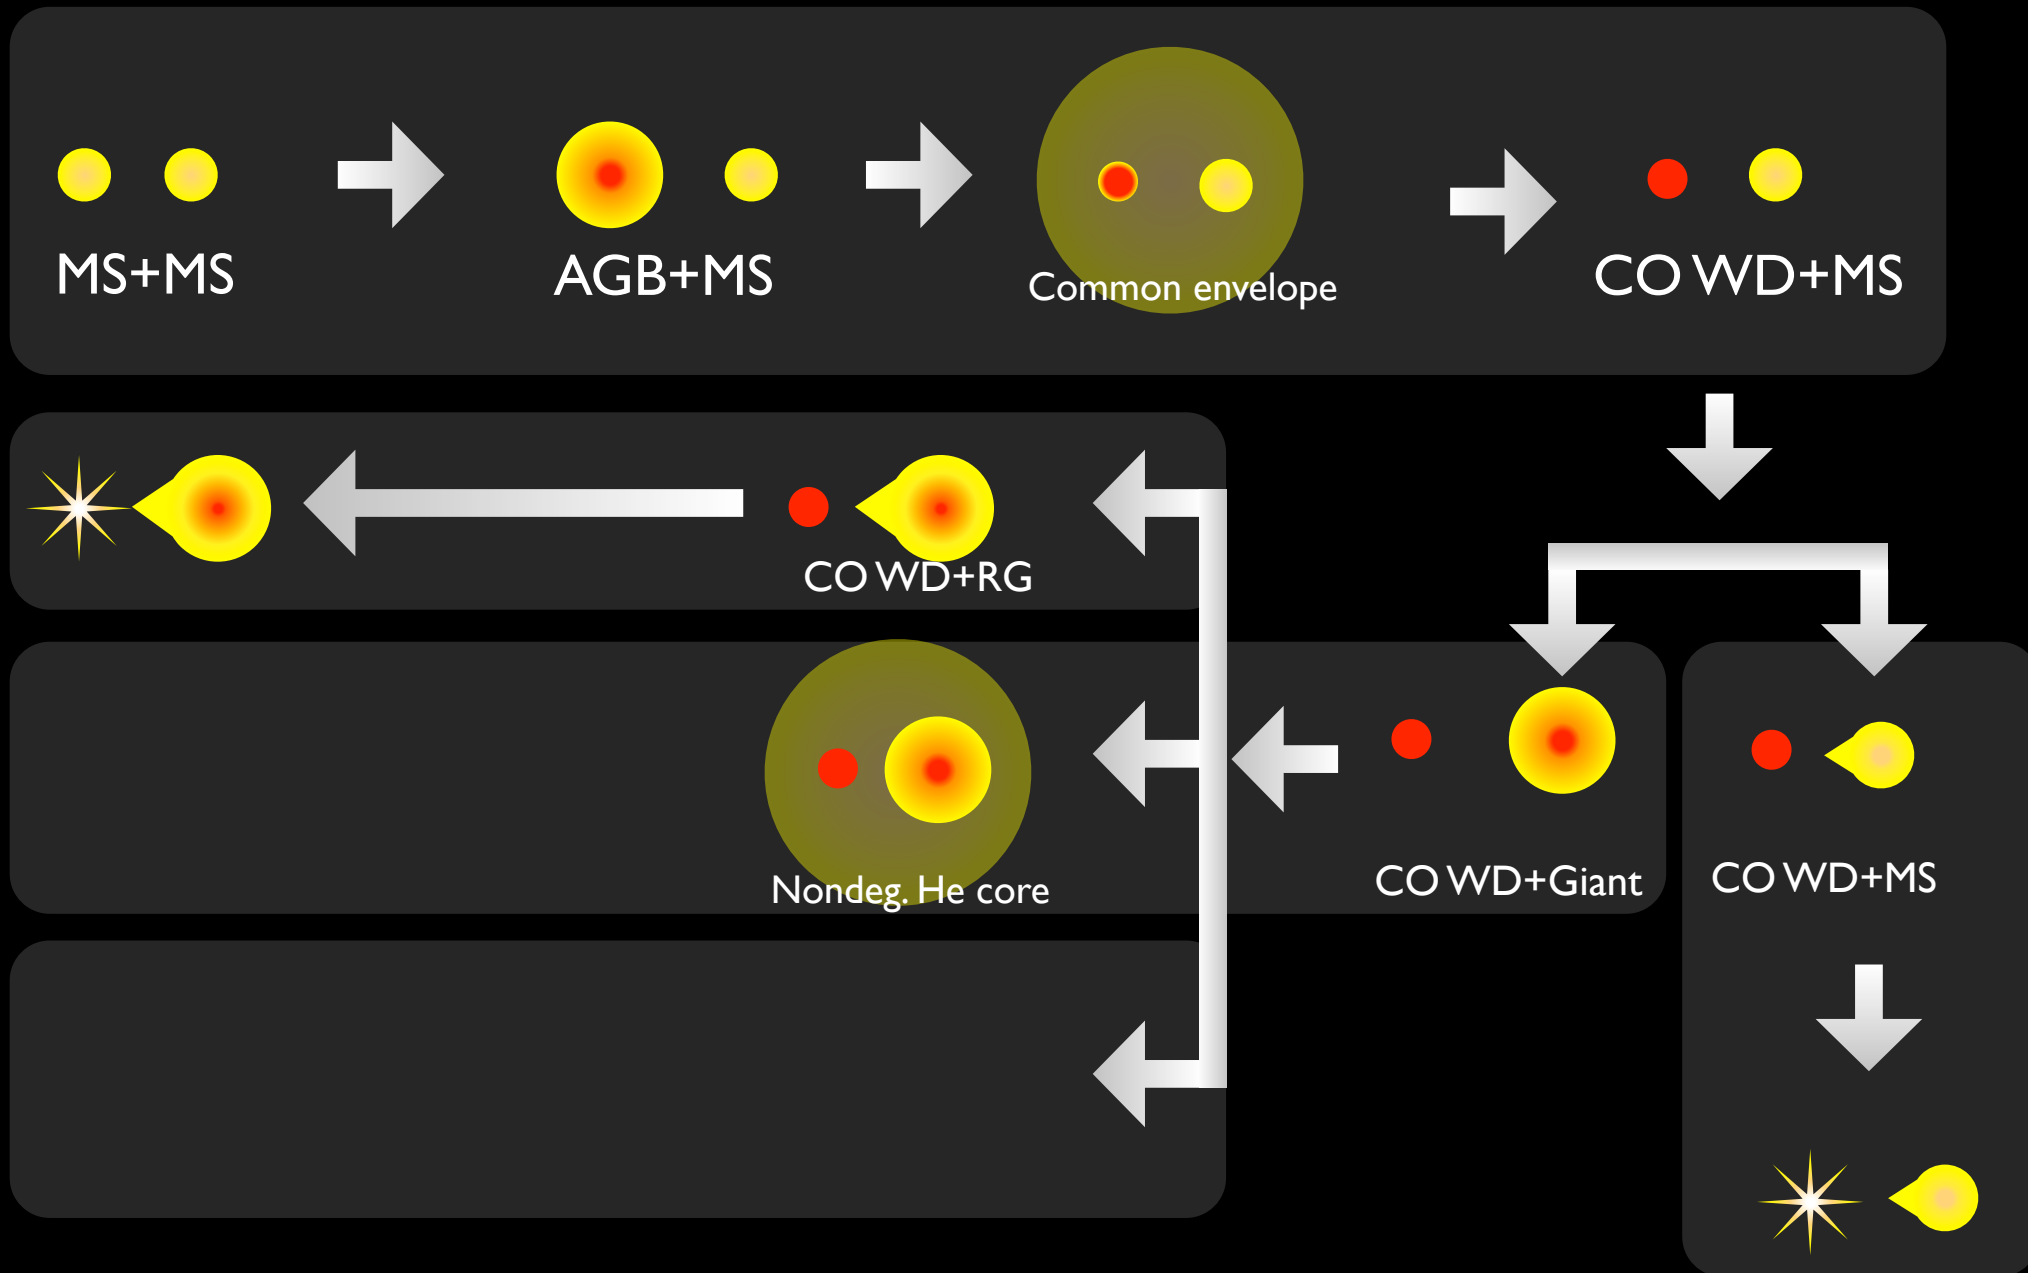 MS+MS
AGB+MS
Common envelope
CO WD+MS
CO WD+RG
Nondeg. He core
CO WD+Giant
CO WD+MS